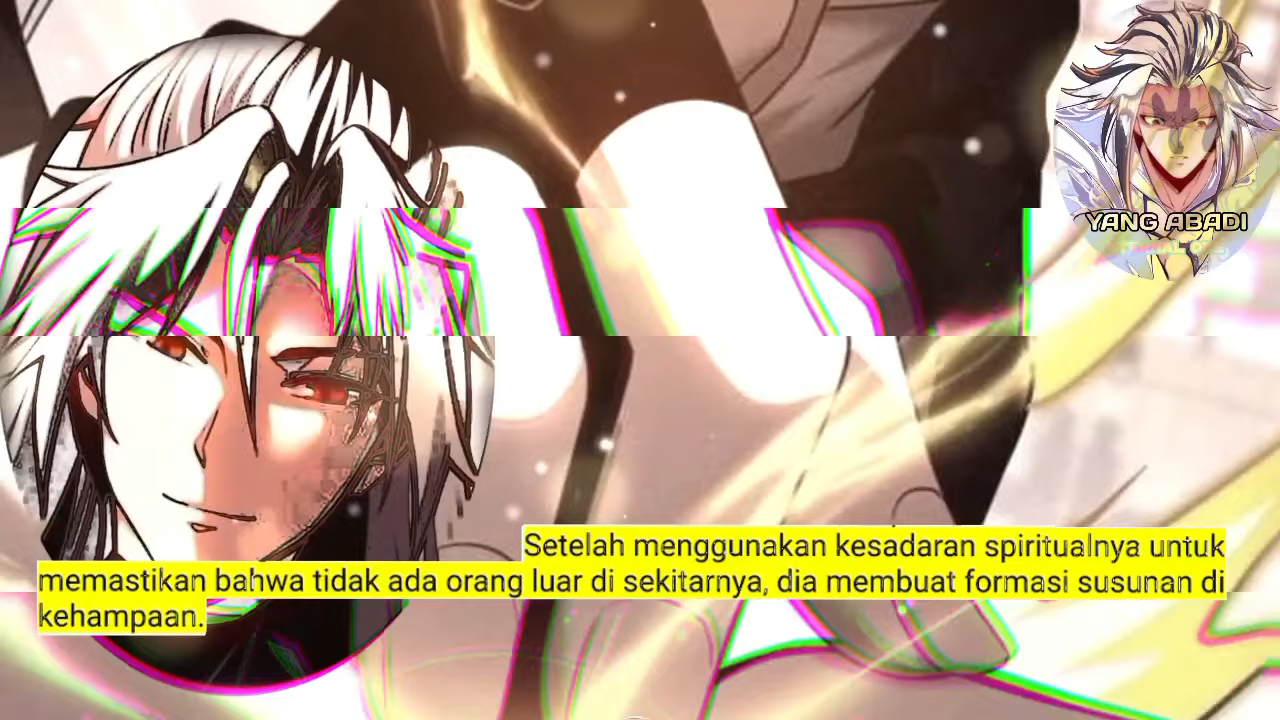 YANG ABADI
Setelah menggunakan kesadaran spiritualnya untuk
memastikan bahwa tidak ada orang luar di sekitarnya, dia membuat formasi susunan di
kehampaan.